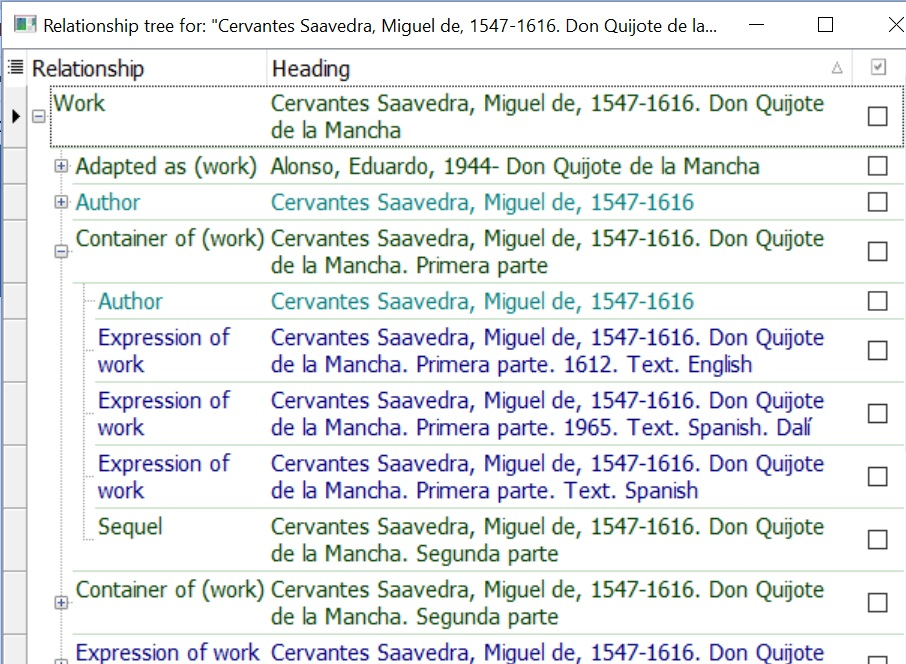 Relationship tree for: "Cervantes Saavedra, Miguel de, 1547-1616. Don Quijote de la...
Relationship Heading
Work Cervantes Saavedra, Miguel de, 1547-1616. Don Quijote
de la Mancha
Adapted as (work) Alonso, Eduardo, 1944- Don Quijote de la Mancha
Author Cervantes Saavedra, Miguel de, 1547-1616
Container of (work) Cervantes Saavedra, Miguel de, 1547-1616. Don Quijote
de la Mancha. Primera parte
Author Cervantes Saavedra, Miguel de, 1547-1616
Expression of Cervantes Saavedra, Miguel de, 1547-1616. Don Quijote
work de la Mancha. Primera parte. 1612. Text. English
Expression of Cervantes Saavedra, Miguel de, 1547-1616. Don Quijote
work de la Mancha. Primera parte. 1965. Text. Spanish. Dalí
Expression of Cervantes Saavedra, Miguel de, 1547-1616. Don Quijote
work de la Mancha. Primera parte. Text. Spanish
Sequel Cervantes Saavedra, Miguel de, 1547-1616. Don Quijote
de la Mancha. Segunda parte
Container of (work) Cervantes Saavedra, Miguel de, 1547-1616. Don Quijote
de la Mancha. Segunda parte
Expression of work Cervantes Saavedra, Miguel de, 1547-1616. Don Quijote